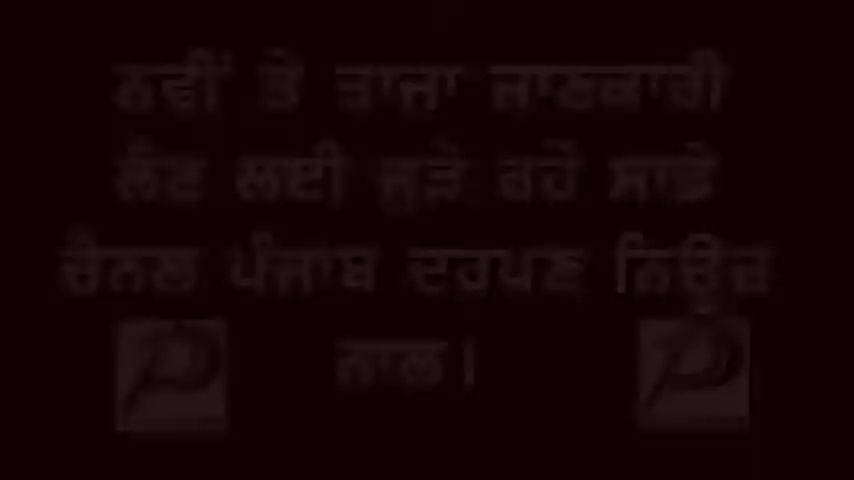 ਨਵੀਂ ਤੇ ਤਾਜਾ ਜਾਣਕਾਰੀ
ਲੈਣ ਲਈ ਜੁੜੇ ਰਹੋ ਸਾਡੇ
ਚੈਨਲ ਪੰਜਾਬ ਦਰਪਣ ਨਿਊਜ਼
ਨਾਲ।